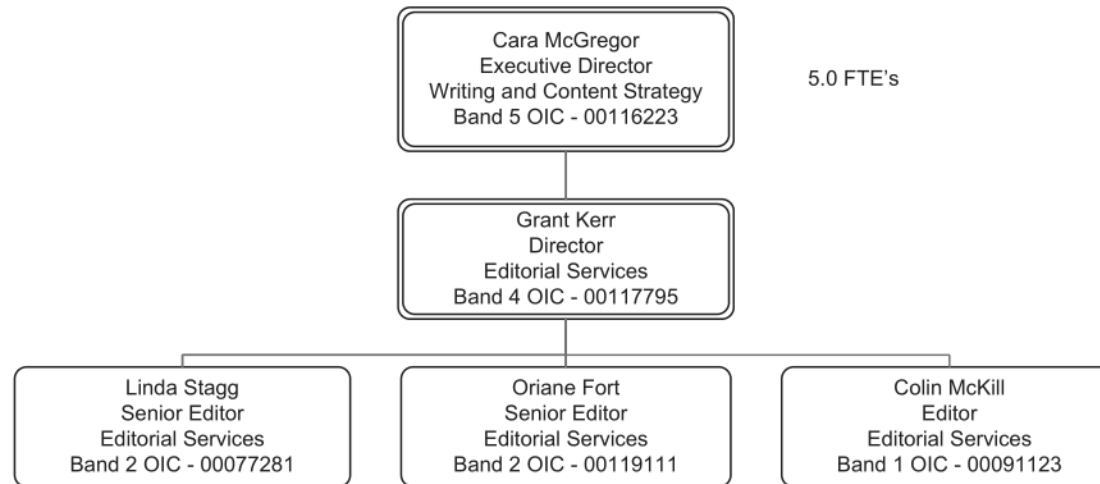 Cara McGregor
Executive Director
Writing and Content Strategy
Band 5 OIC - 00116223
5.0 FTE's
Grant Kerr
Director
Editorial Services
Band 4 OIC - 00117795
Linda Stagg
Senior Editor
Editorial Services
Band 2 OIC - 00077281
Oriane Fort
Senior Editor
Editorial Services
Band 2 OIC - 00119111
Colin McKill
Editor
Editorial Services
Band 1 OIC - 00091123